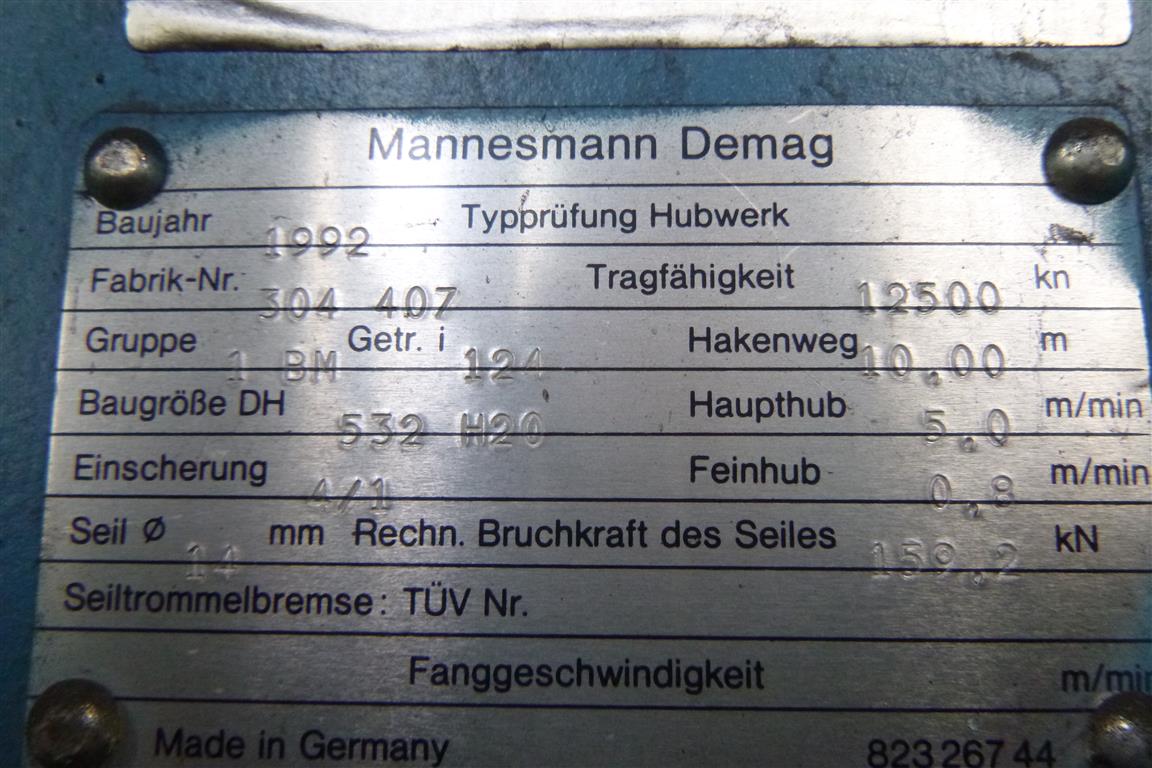 Mannesmann Demag
Baujahr 1992 Typprüfung Hubwerk
Fabrik-Nr. 304 407 Tragfähigkeit 12500 kn
Gruppe 1 BM Getr. i 124 Hakenweg 10,00 m
Baugröße DH 532 H20 Haupthub 5,0 m/min
Einscherung 4/1 Feinhub 0,8 m/min
Seil Ø 14 mm Rechn. Bruchkraft des Seiles 159,2 kN
Seiltrommelbremse: TÜV Nr.
Fanggeschwindigkeit m/min
Made in Germany 823 267 44